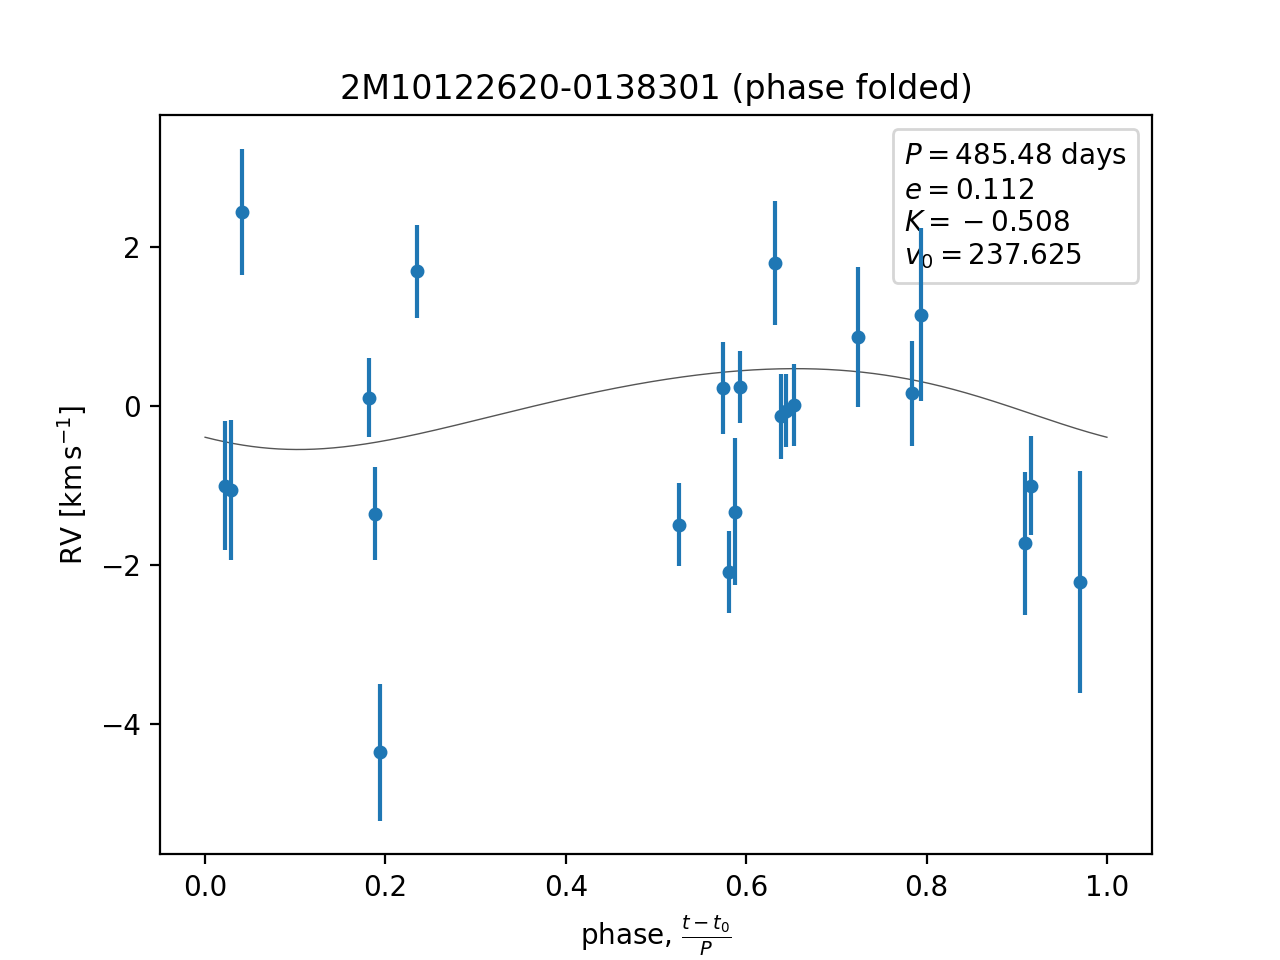 2M10122620-0138301 (phase folded)
P = 485.48 days
e = 0.112
K = −0.508
v₀ = 237.625
RV [km s⁻¹]
2
0
−2
−4
0.0 0.2 0.4 0.6 0.8 1.0
phase, (t − t₀)/P